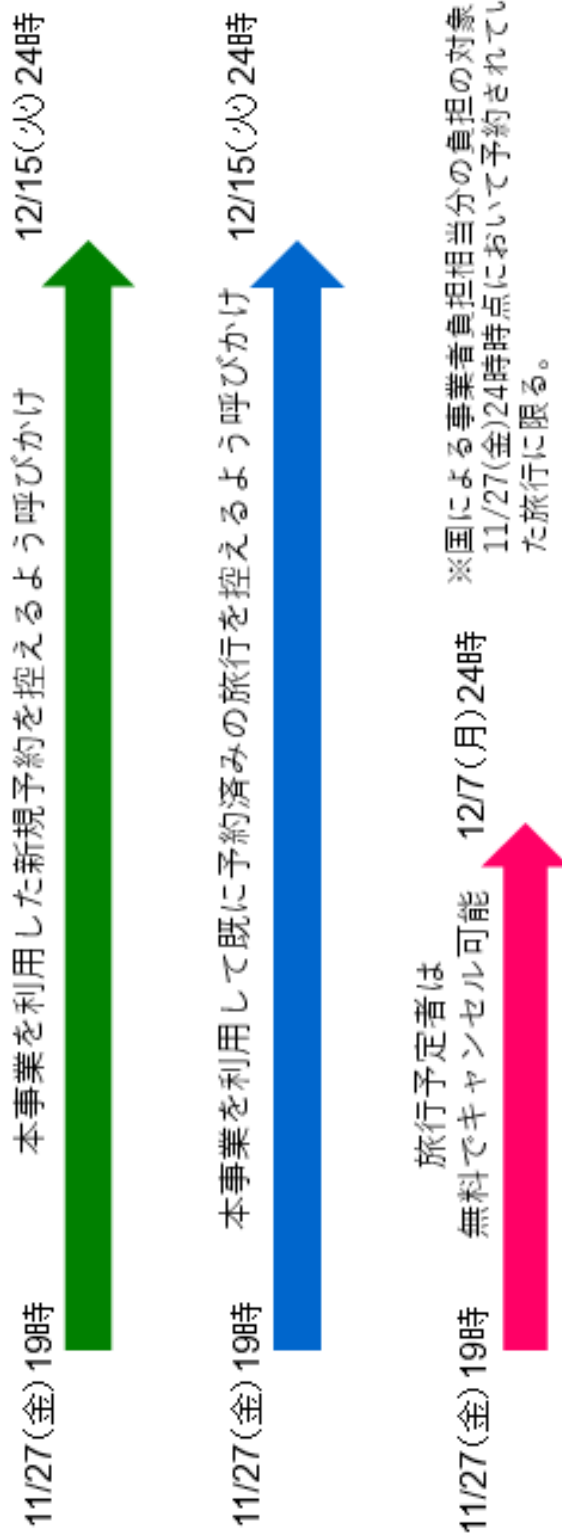 11/27(金)19時
本事業を利用した新規予約を控えるよう呼びかけ
12/15(火)24時
11/27(金)19時
本事業を利用して既に予約済みの旅行を控えるよう呼びかけ
12/15(火)24時
11/27(金)19時
旅行予定者は
無料でキャンセル可能
12/7(月)24時
※国による事業者負担相当分の負担の対象
11/27(金)24時時点において予約されてい
た旅行に限る。